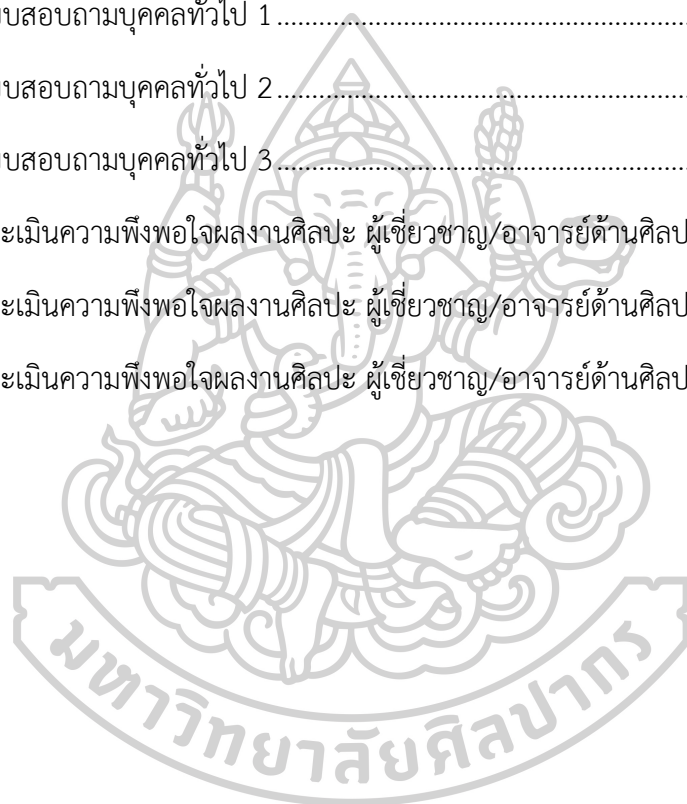 บบสอบถามบุคคลทั่วไป 1
บบสอบถามบุคคลทั่วไป 2
บบสอบถามบุคคลทั่วไป 3
ะเมินความพึงพอใจผลงานศิลปะ ผู้เชี่ยวชาญ/อาจารย์ด้านศิลป
ะเมินความพึงพอใจผลงานศิลปะ ผู้เชี่ยวชาญ/อาจารย์ด้านศิลป
ะเมินความพึงพอใจผลงานศิลปะ ผู้เชี่ยวชาญ/อาจารย์ด้านศิลป
มหาวิทยาลัยศิลปากร